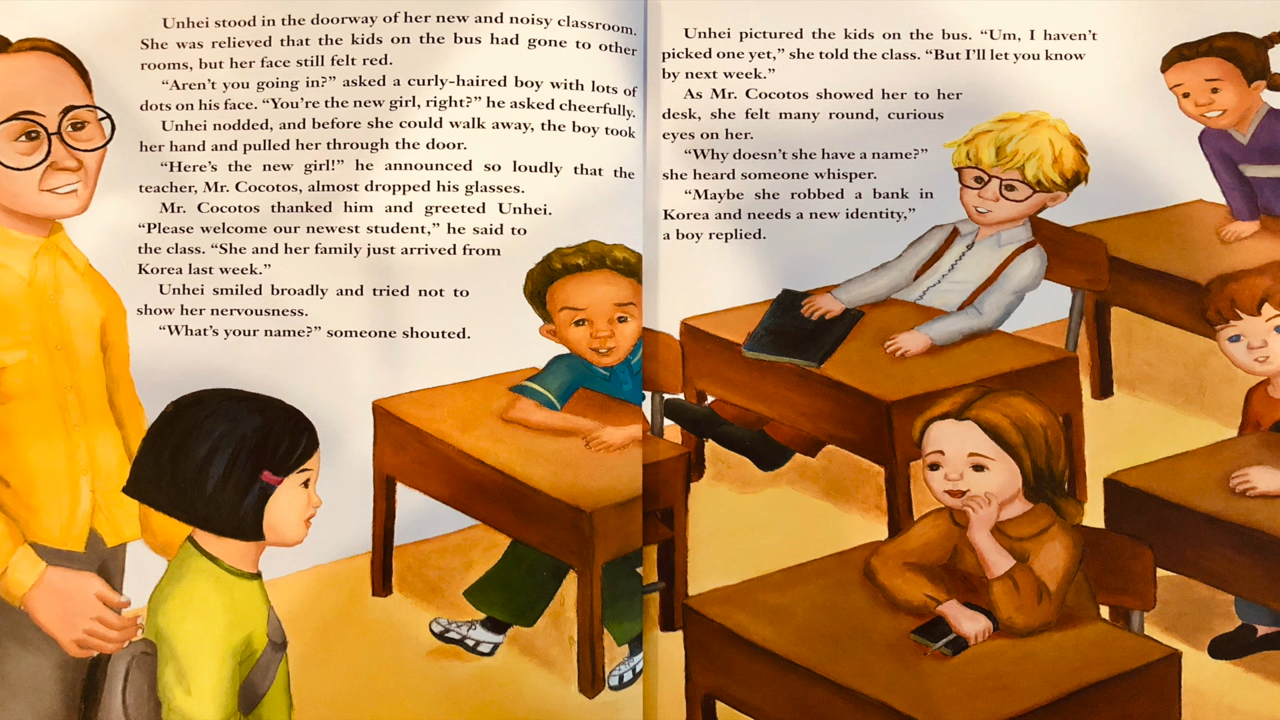 Unhei stood in the doorway of her new and noisy classroom.
She was relieved that the kids on the bus had gone to other
rooms, but her face still felt red.
“Aren’t you going in?” asked a curly-haired boy with lots of
dots on his face. “You’re the new girl, right?” he asked cheerfully.
Unhei nodded, and before she could walk away, the boy took
her hand and pulled her through the door.
“Here’s the new girl!” he announced so loudly that the
teacher, Mr. Cocotos, almost dropped his glasses.
Mr. Cocotos thanked him and greeted Unhei.
“Please welcome our newest student,” he said to
the class. “She and her family just arrived from
Korea last week.”
Unhei smiled broadly and tried not to
show her nervousness.
“What’s your name?” someone shouted.
Unhei pictured the kids on the bus. “Um, I haven’t
picked one yet,” she told the class. “But I’ll let you know
by next week.”
As Mr. Cocotos showed her to her
desk, she felt many round, curious
eyes on her.
“Why doesn’t she have a name?”
she heard someone whisper.
“Maybe she robbed a bank in
Korea and needs a new identity,”
a boy replied.